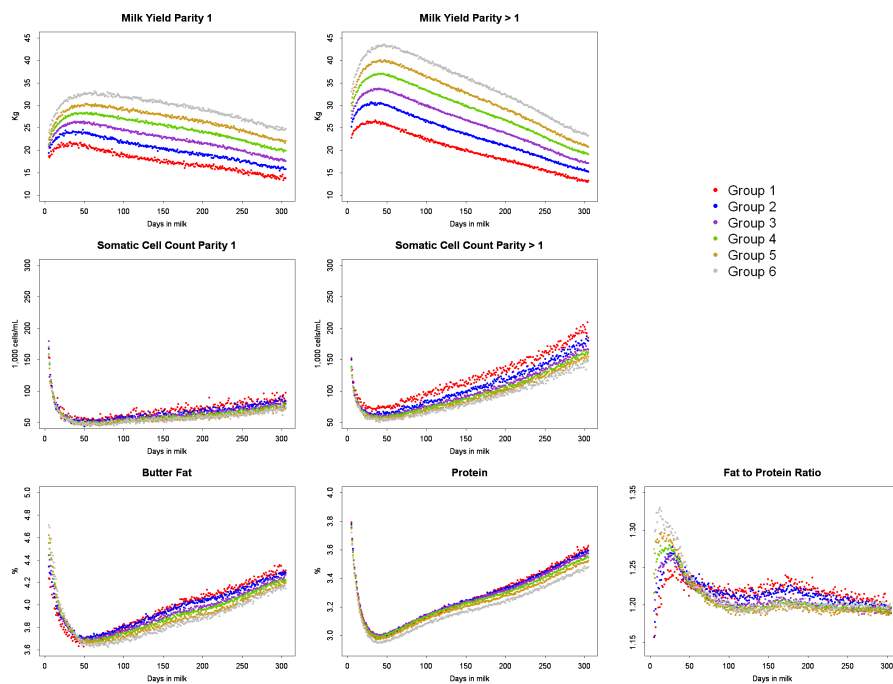 Milk Yield Parity 1
Milk Yield Parity > 1
Kg
10 15 20 25 30 35 40 45
0 50 100 150 200 250 300
Days in milk
Kg
10 15 20 25 30 35 40 45
0 50 100 150 200 250 300
Days in milk
Group 1
Group 2
Group 3
Group 4
Group 5
Group 6
Somatic Cell Count Parity 1
Somatic Cell Count Parity > 1
1,000 cells/mL
50 100 150 200 300
0 50 100 150 200 250 300
Days in milk
1,000 cells/mL
50 100 150 200 300
0 50 100 150 200 250 300
Days in milk
Butter Fat
Protein
Fat to Protein Ratio
%
3.6 3.8 4.0 4.2 4.4 4.6 4.8 5.0
0 50 100 150 200 250 300
Days in milk
%
3.0 3.2 3.4 3.6 3.8 4.0
0 50 100 150 200 250 300
Days in milk
1.15 1.20 1.25 1.30 1.35
0 50 100 150 200 250 300
Days in milk